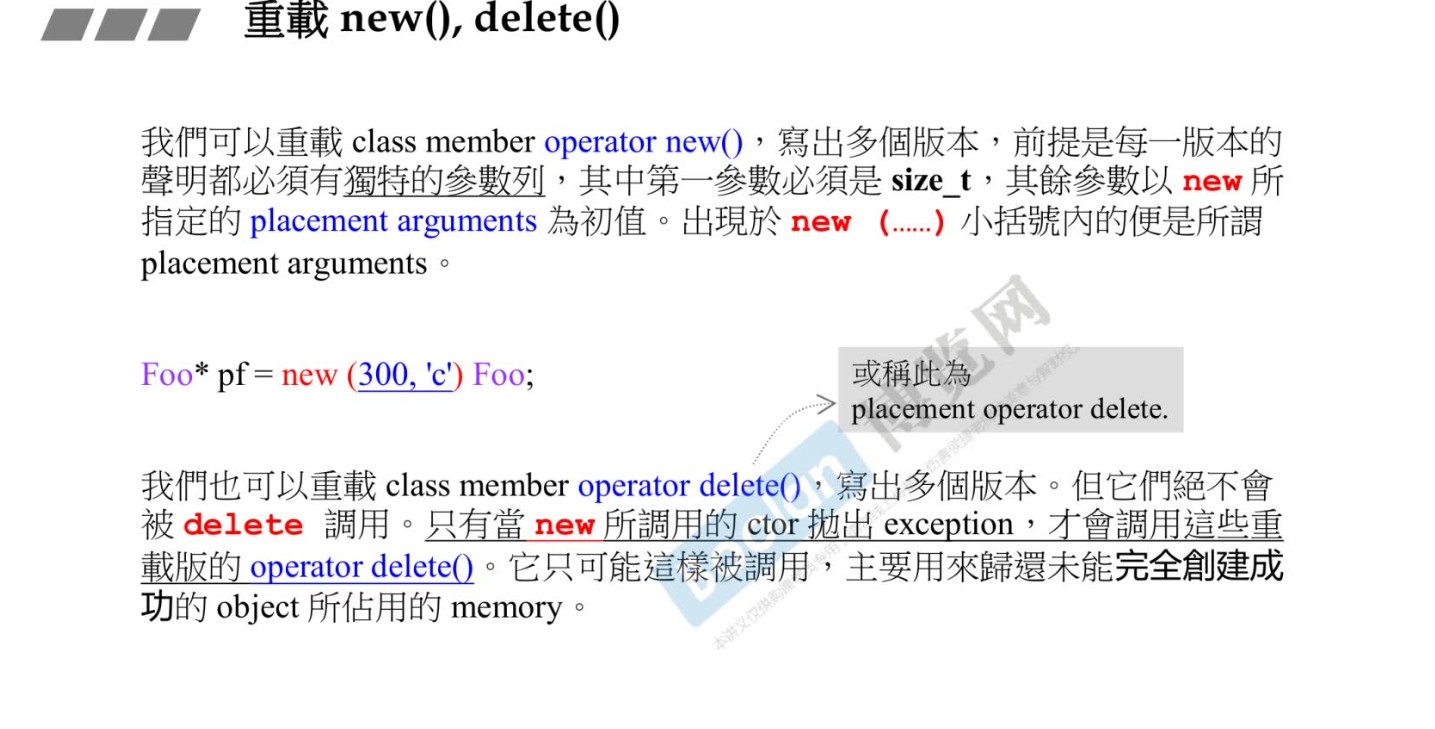 重載 new(), delete()
我們可以重載 class member operator new()，寫出多個版本，前提是每一版本的
聲明都必須有獨特的參數列，其中第一參數必須是 size_t，其餘參數以 new 所
指定的 placement arguments 為初值。出現於 new (......) 小括號內的便是所謂
placement arguments。
Foo* pf = new (300, 'c') Foo;
或稱此為
placement operator delete.
我們也可以重載 class member operator delete()，寫出多個版本。但它們絕不會
被 delete 調用。只有當 new 所調用的 ctor 拋出 exception，才會調用這些重
載版的 operator delete()。它只可能這樣被調用，主要用來歸還未能完全創建成
功的 object 所佔用的 memory。
博览网
boolan